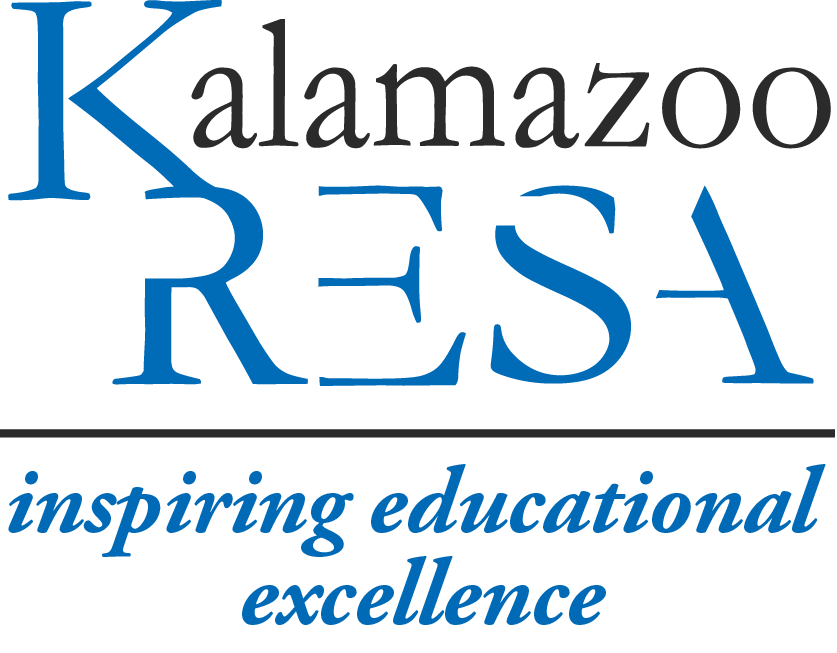 Kalamazoo
RESA
inspiring educational
excellence